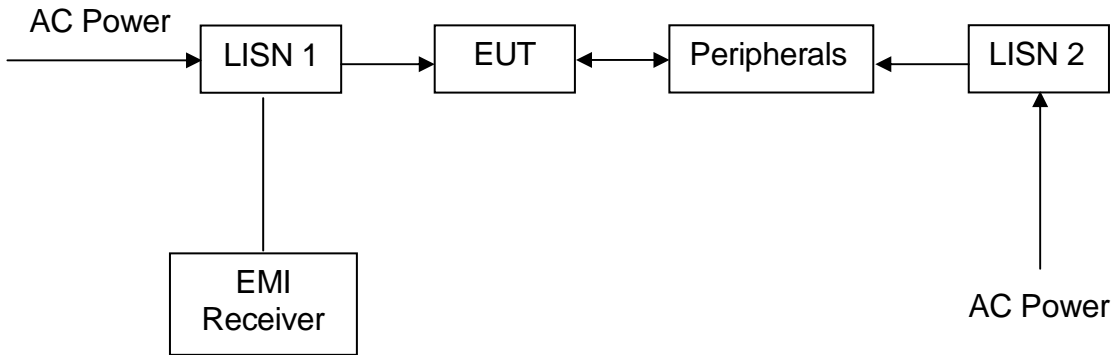 AC Power
LISN 1
EUT
Peripherals
LISN 2
EMI
Receiver
AC Power